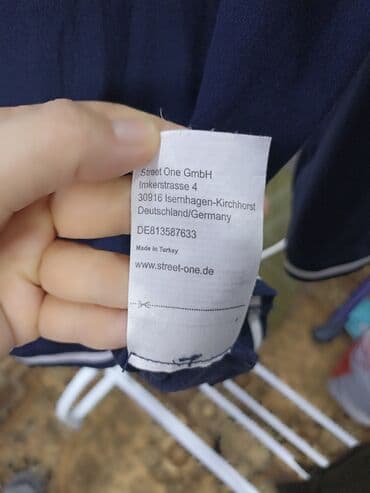 Street One GmbH
Imkerstrasse 4
30916 Isernhagen-Kirchhorst
Deutschland/Germany
DE813587633
Made in Turkey
www.street-one.de